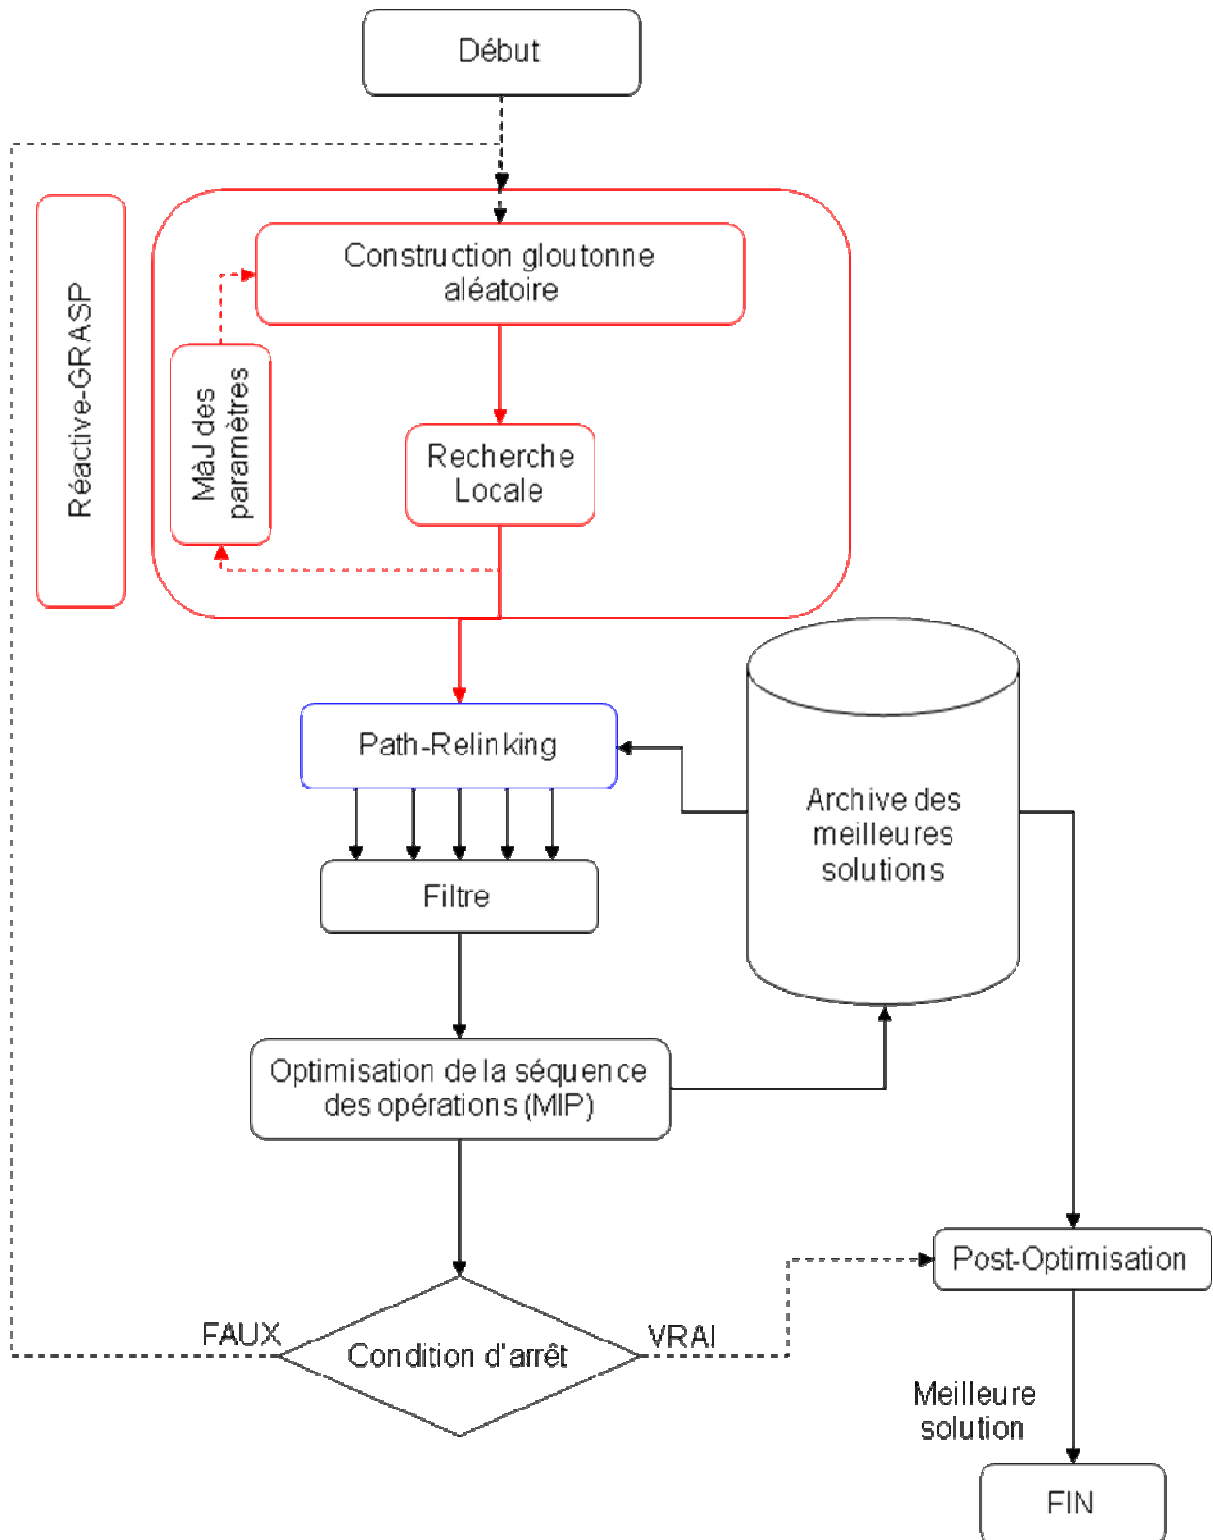 Début
Construction gloutonne
aléatoire
Réactive-GRASP
MàJ des
paramètres
Recherche
Locale
Path-Relinking
Archive des
meilleures
solutions
Filtre
Optimisation de la séquence
des opérations (MIP)
Post-Optimisation
FAUX
VRAI
Condition d'arrêt
Meilleure
solution
FIN